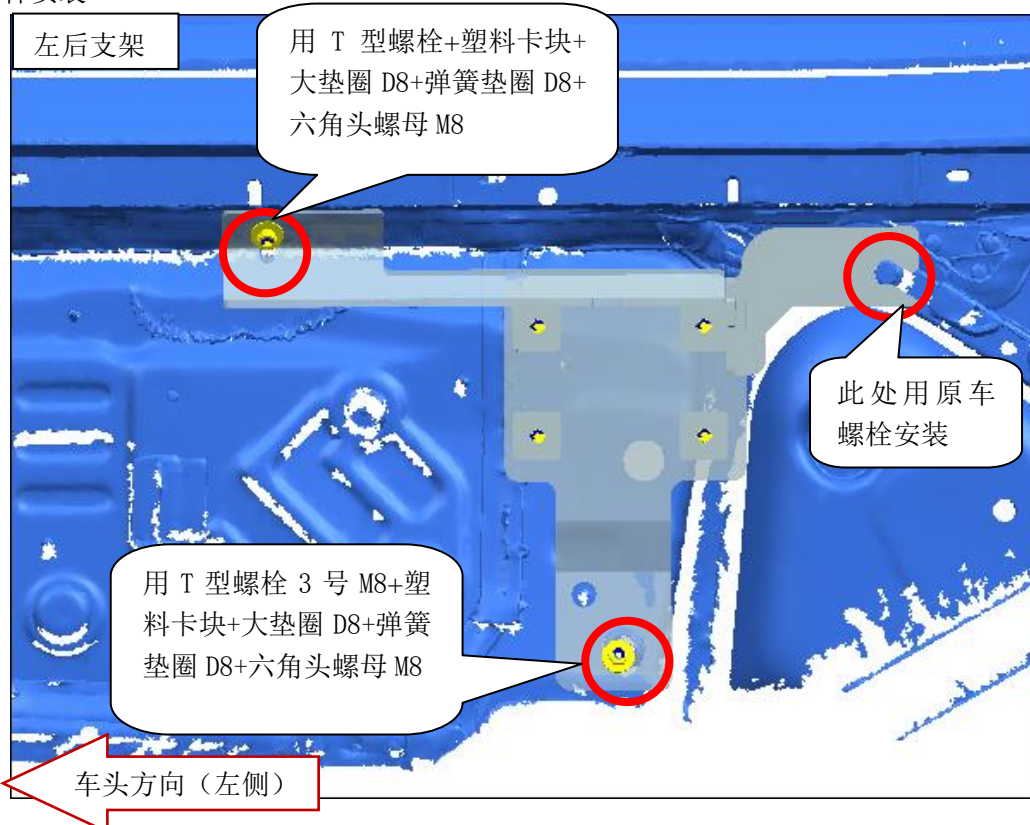 左后支架
用 T 型螺栓+塑料卡块+
大垫圈 D8+弹簧垫圈 D8+
六角头螺母 M8
此处用原车
螺栓安装
用 T 型螺栓 3 号 M8+塑
料卡块+大垫圈 D8+弹簧
垫圈 D8+六角头螺母 M8
车头方向（左侧）